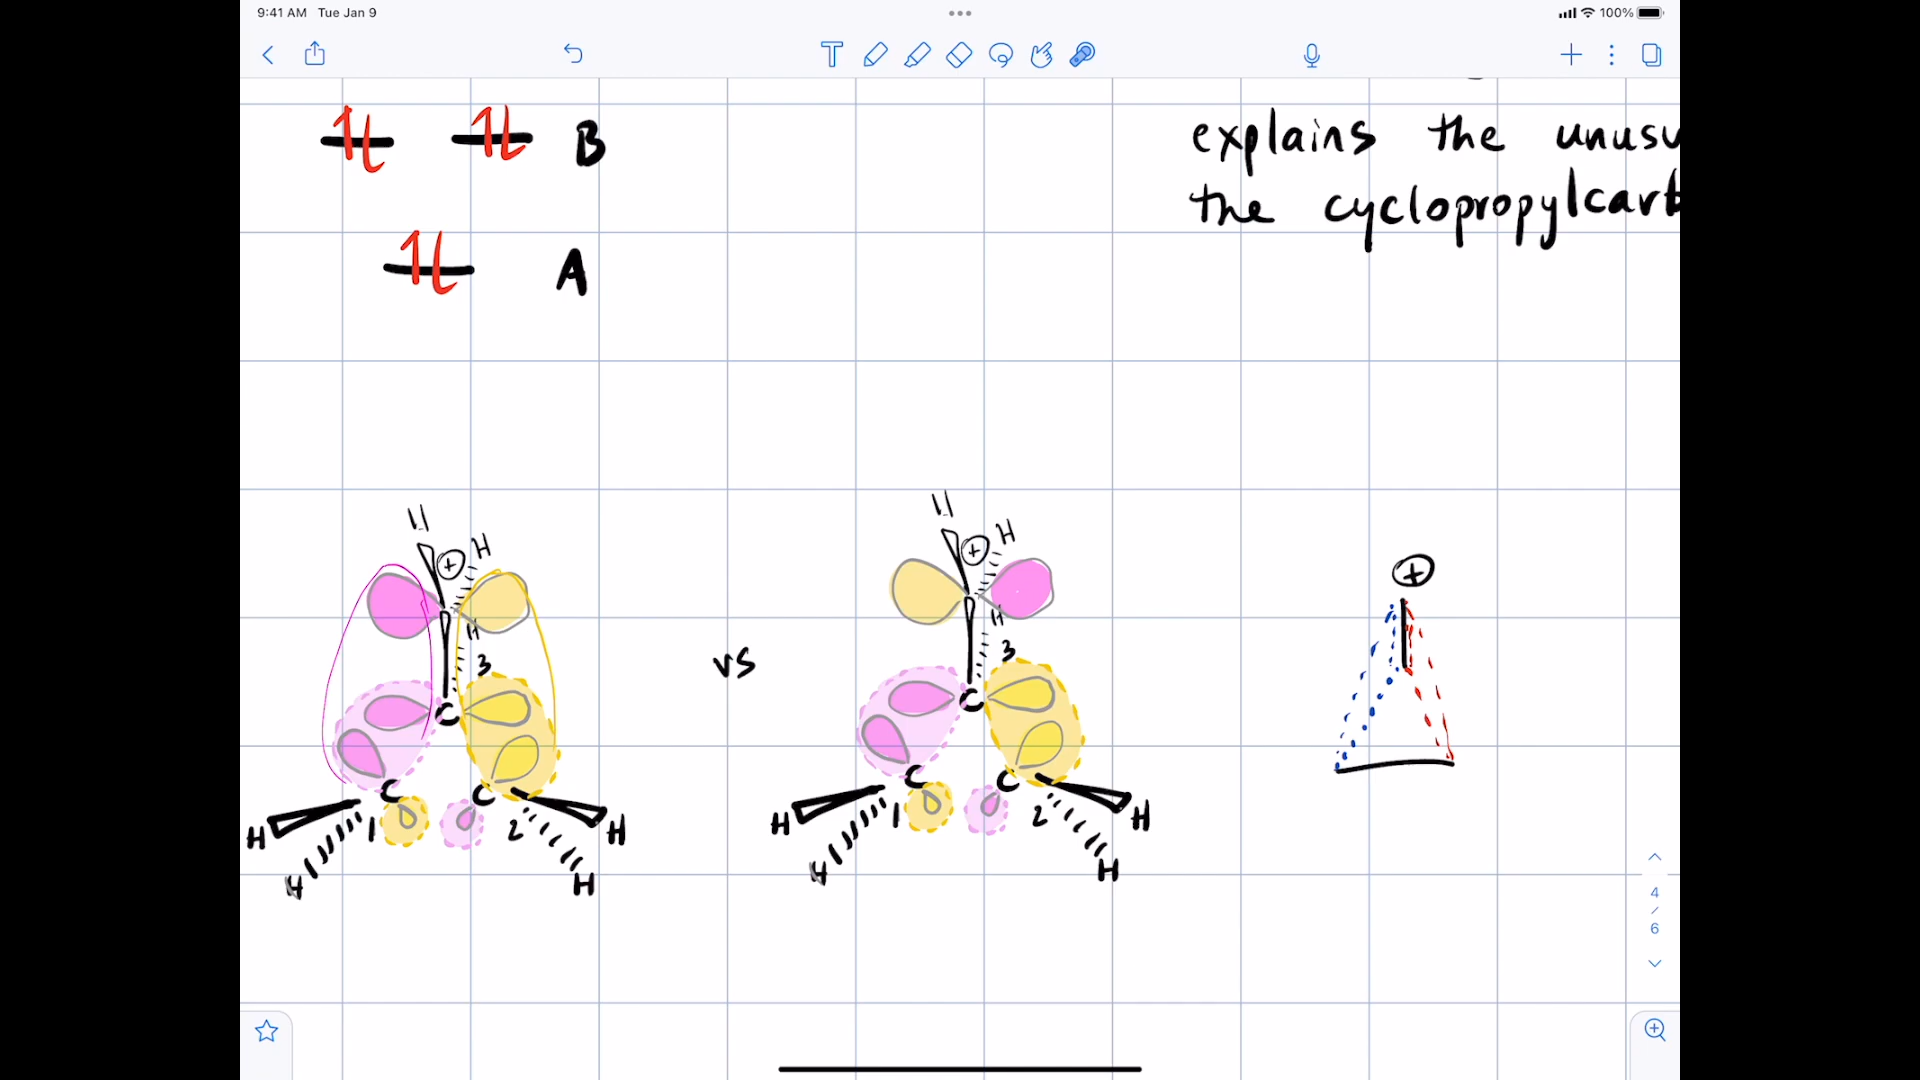 9:41 AM Tue Jan 9
100%
B
explains the unusu
the cyclopropylcarb
A
H
+
H
H
3
C
C
C
1
2
H
H
H
H
vs
H
+
H
H
3
C
C
C
1
2
H
H
H
H
+
4
/
6